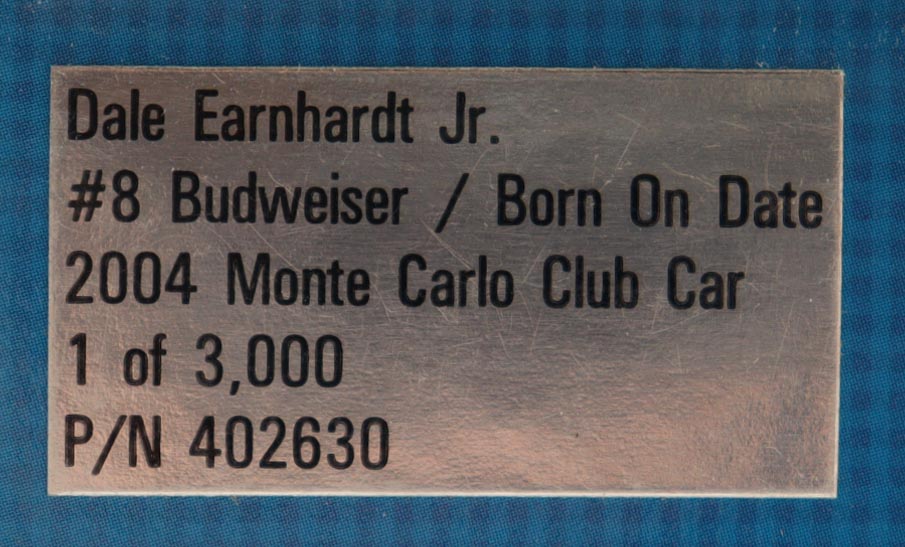 Dale Earnhardt Jr.
#8 Budweiser / Born On Date
2004 Monte Carlo Club Car
1 of 3,000
P/N 402630